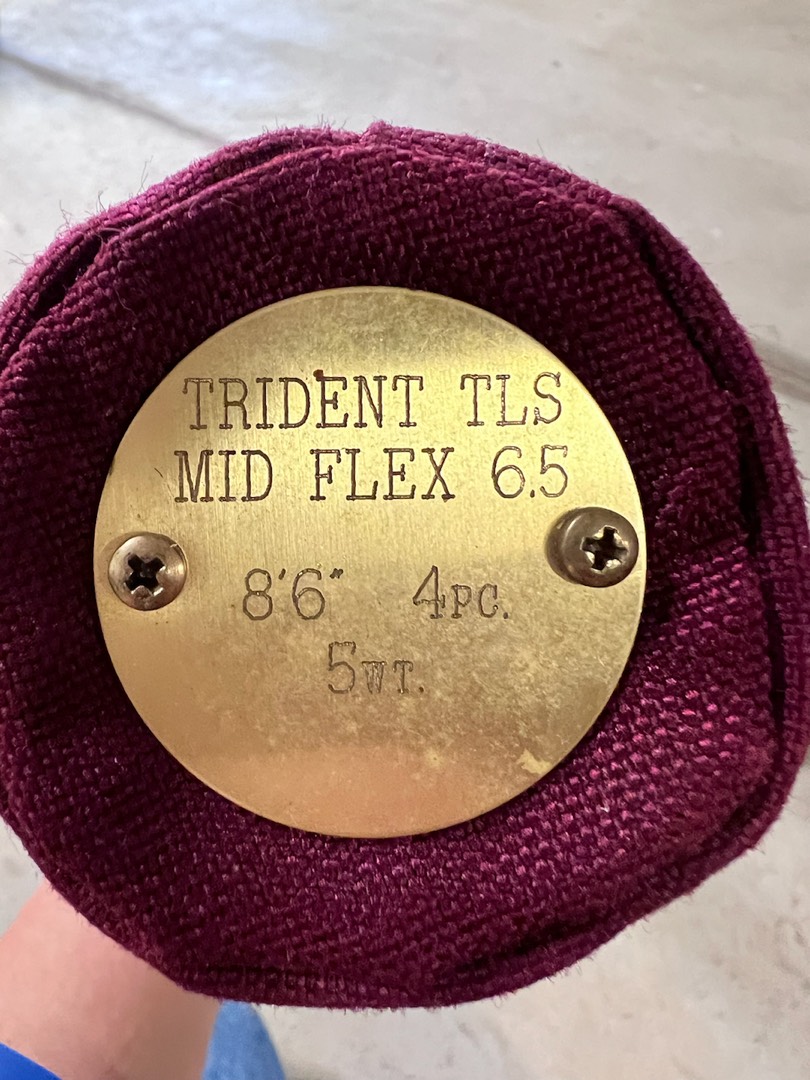 TRIDENT TLS
MID FLEX 6.5
8'6" 4PC.
5WT.